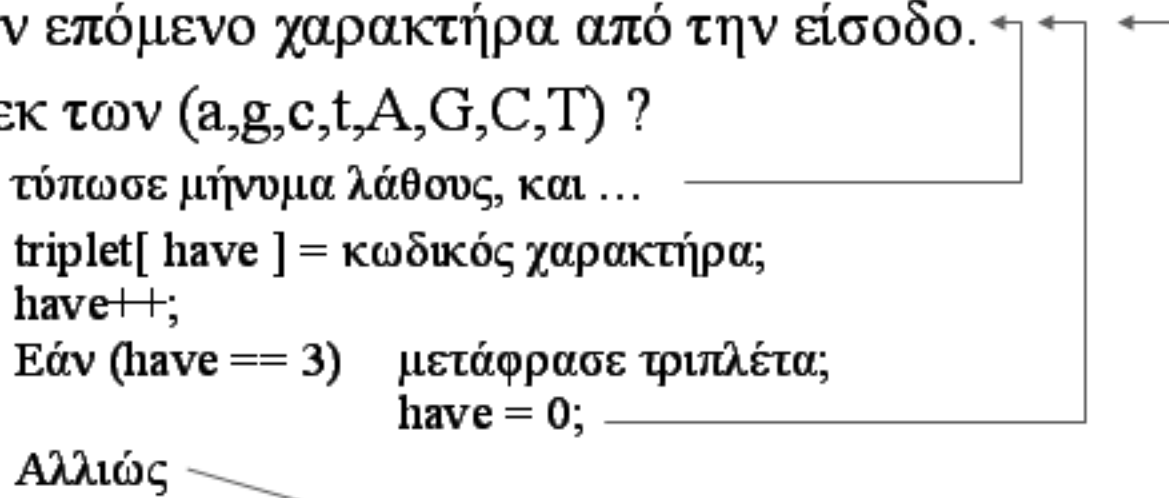 ν επόμενο χαρακτήρα από την είσοδο.
εκ των (a,g,c,t,A,G,C,T) ?
τύπωσε μήνυμα λάθους, και ...
triplet[ have ] = κωδικός χαρακτήρα;
have++;
Εάν (have == 3) μετάφρασε τριπλέτα;
have = 0;
Αλλιώς